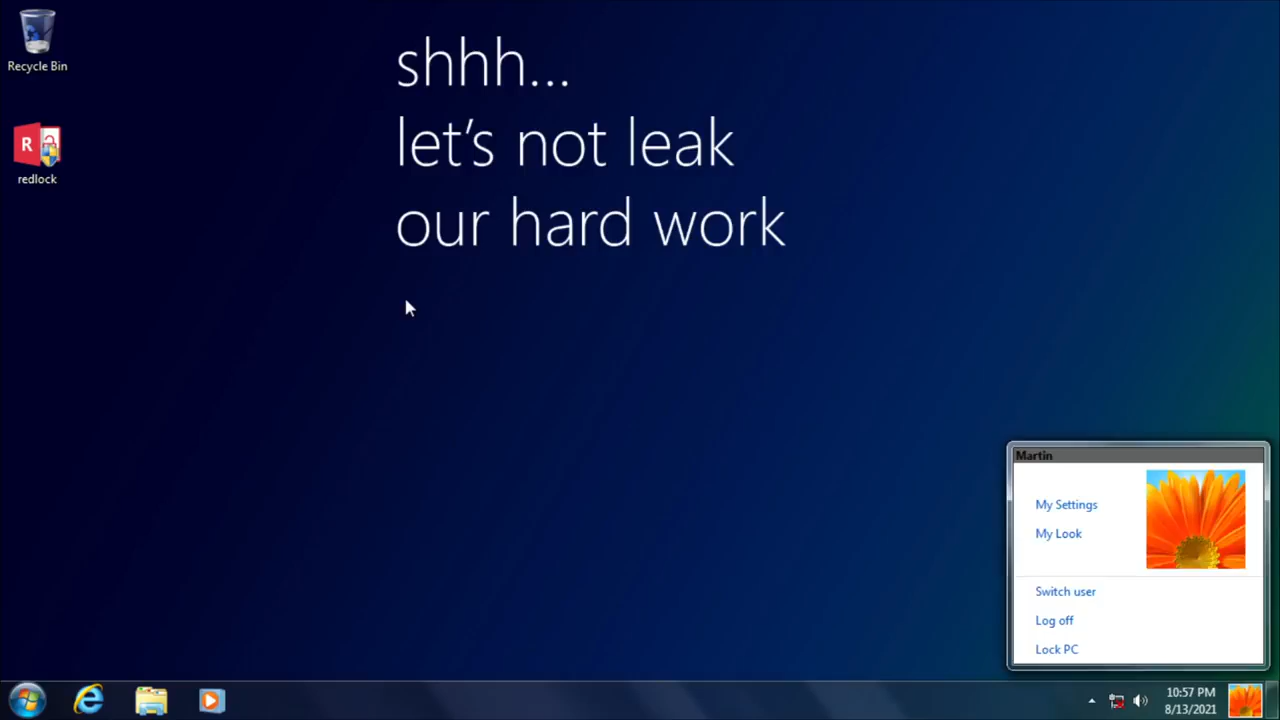 Recycle Bin
R
redlock
shhh...
let's not leak
our hard work
Martin
My Settings
My Look
Switch user
Log off
Lock PC
10:57 PM
8/13/2021